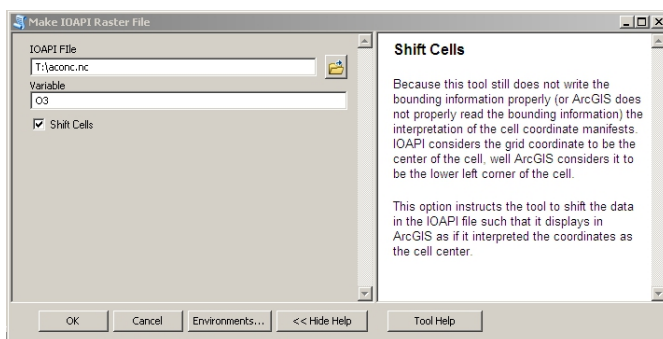 Make IOAPI Raster File
IOAPI FIle
T:\aconc.nc
Variable
O3
Shift Cells
OK
Cancel
Environments...
<< Hide Help
Shift Cells
Because this tool still does not write the
bounding information properly (or ArcGIS does
not properly read the bounding information) the
interpretation of the cell coordinate manifests.
IOAPI considers the grid coordinate to be the
center of the cell, well ArcGIS considers it to
be the lower left corner of the cell.
This option instructs the tool to shift the data
in the IOAPI file such that it displays in
ArcGIS as if it interpreted the coordinates as
the cell center.
Tool Help